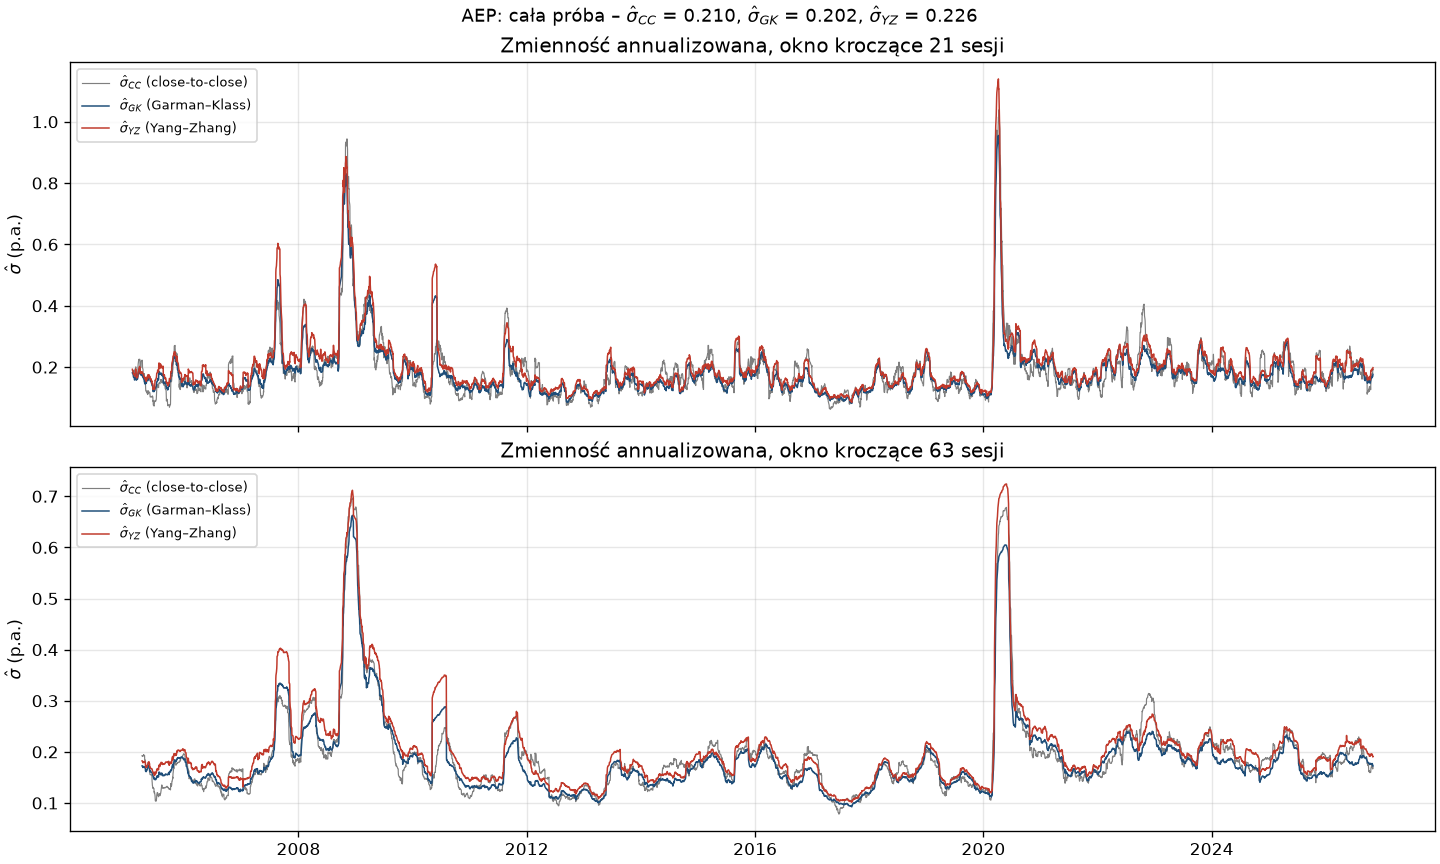 AEP: cała próba – σ̂CC = 0.210, σ̂GK = 0.202, σ̂YZ = 0.226
Zmienność annualizowana, okno kroczące 21 sesji
σ̂CC (close-to-close)
σ̂GK (Garman–Klass)
σ̂YZ (Yang–Zhang)
σ̂ (p.a.)
1.0
0.8
0.6
0.4
0.2
Zmienność annualizowana, okno kroczące 63 sesji
σ̂CC (close-to-close)
σ̂GK (Garman–Klass)
σ̂YZ (Yang–Zhang)
σ̂ (p.a.)
0.7
0.6
0.5
0.4
0.3
0.2
0.1
2008 2012 2016 2020 2024